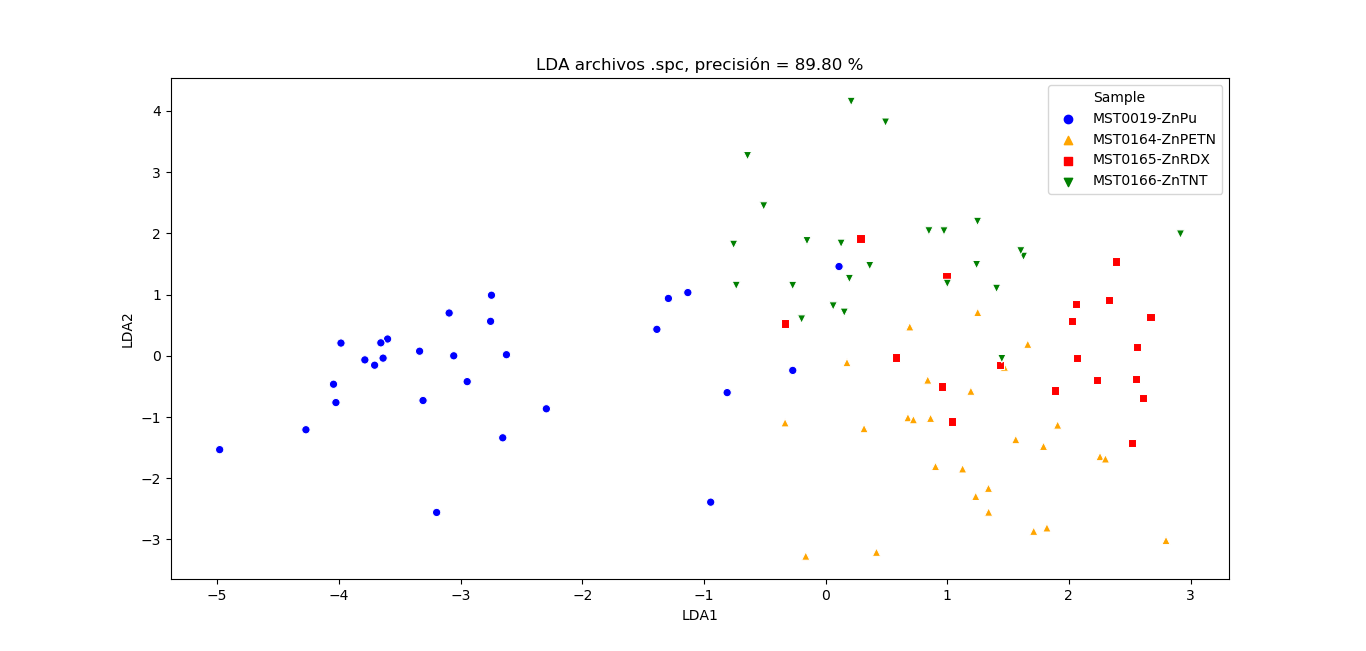 LDA archivos .spc, precisión = 89.80 %
Sample
MST0019-ZnPu
MST0164-ZnPETN
MST0165-ZnRDX
MST0166-ZnTNT
LDA2
4
3
2
1
0
−1
−2
−3
−5
−4
−3
−2
−1
0
1
2
3
LDA1